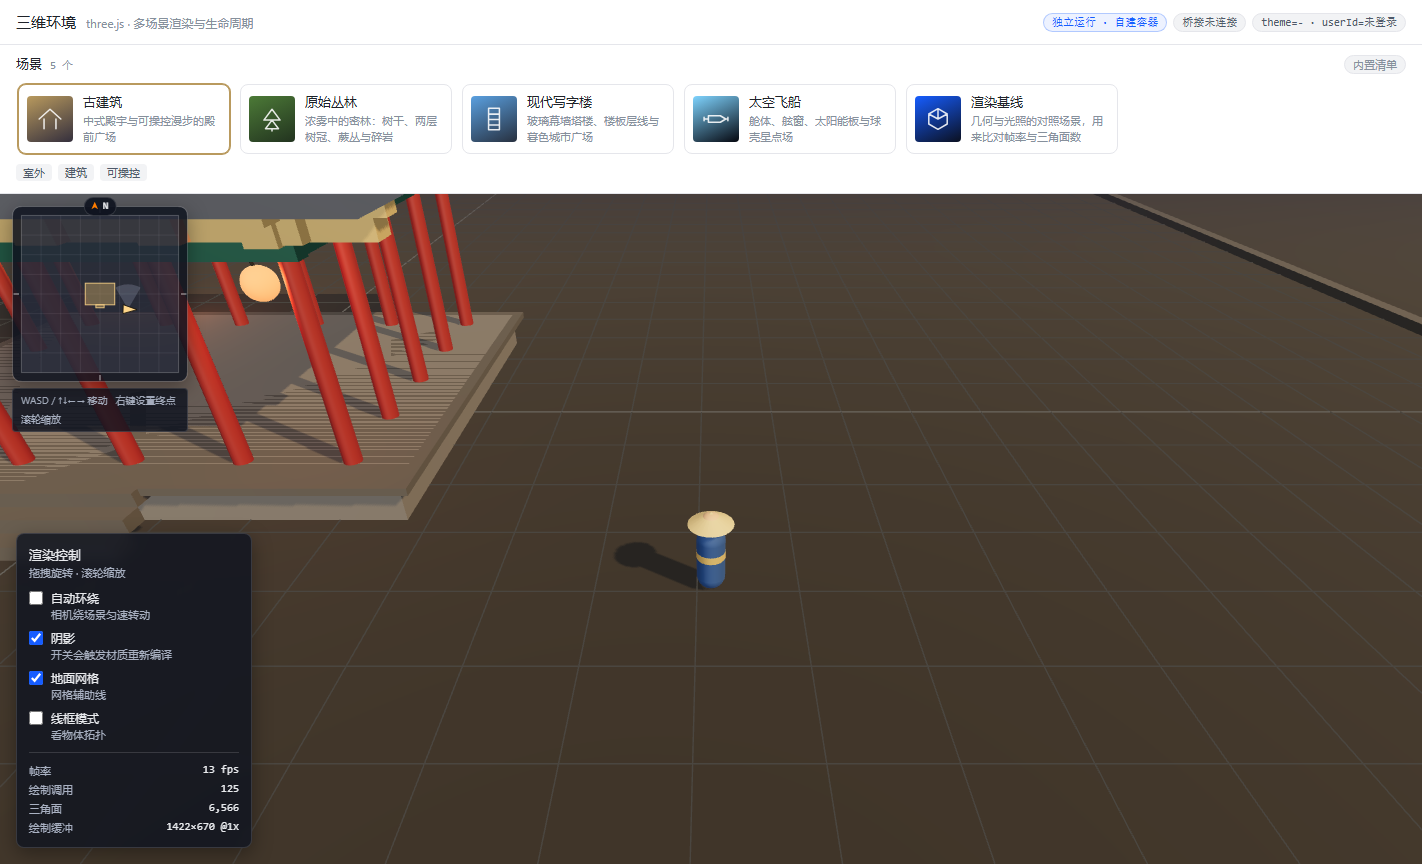 三维环境 three.js · 多场景渲染与生命周期
独立运行 · 自建容器 桥接未连接 theme=- · userId=未登录
场景 5 个 内置清单
古建筑
中式殿宇与可操控漫步的殿
前广场
原始丛林
浓雾中的密林：树干、两层
树冠、蕨丛与碎岩
现代写字楼
玻璃幕墙塔楼、楼板层线与
暮色城市广场
太空飞船
舱体、舷窗、太阳能板与球
壳星点场
渲染基线
几何与光照的对照场景，用
来比对帧率与三角面数
室外 建筑 可操控
N
WASD / ↑↓←→ 移动 右键设置终点
滚轮缩放
渲染控制
拖拽旋转 · 滚轮缩放
自动环绕
相机绕场景匀速转动
阴影
开关会触发材质重新编译
地面网格
网格辅助线
线框模式
看物体拓扑
帧率 13 fps
绘制调用 125
三角面 6,566
绘制缓冲 1422×670 @1x